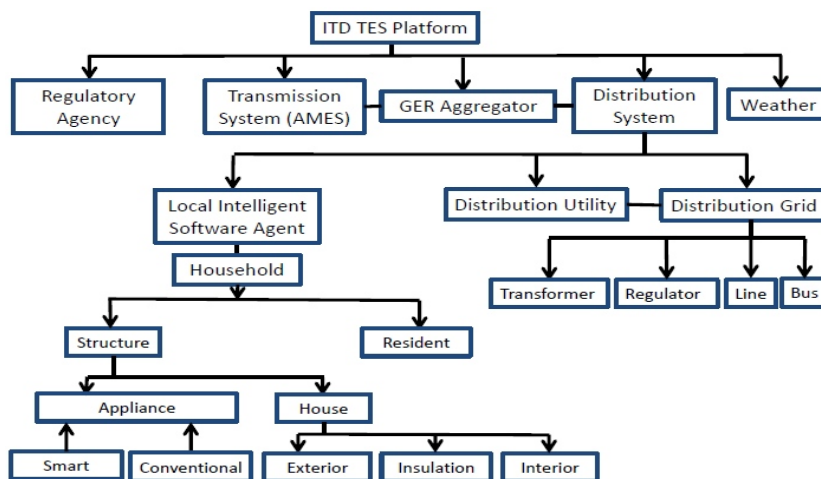 ITD TES Platform
Regulatory
Agency
Transmission
System (AMES)
GER Aggregator
Distribution
System
Weather
Local Intelligent
Software Agent
Distribution Utility
Distribution Grid
Household
Transformer
Regulator
Line
Bus
Structure
Resident
Appliance
House
Smart
Conventional
Exterior
Insulation
Interior